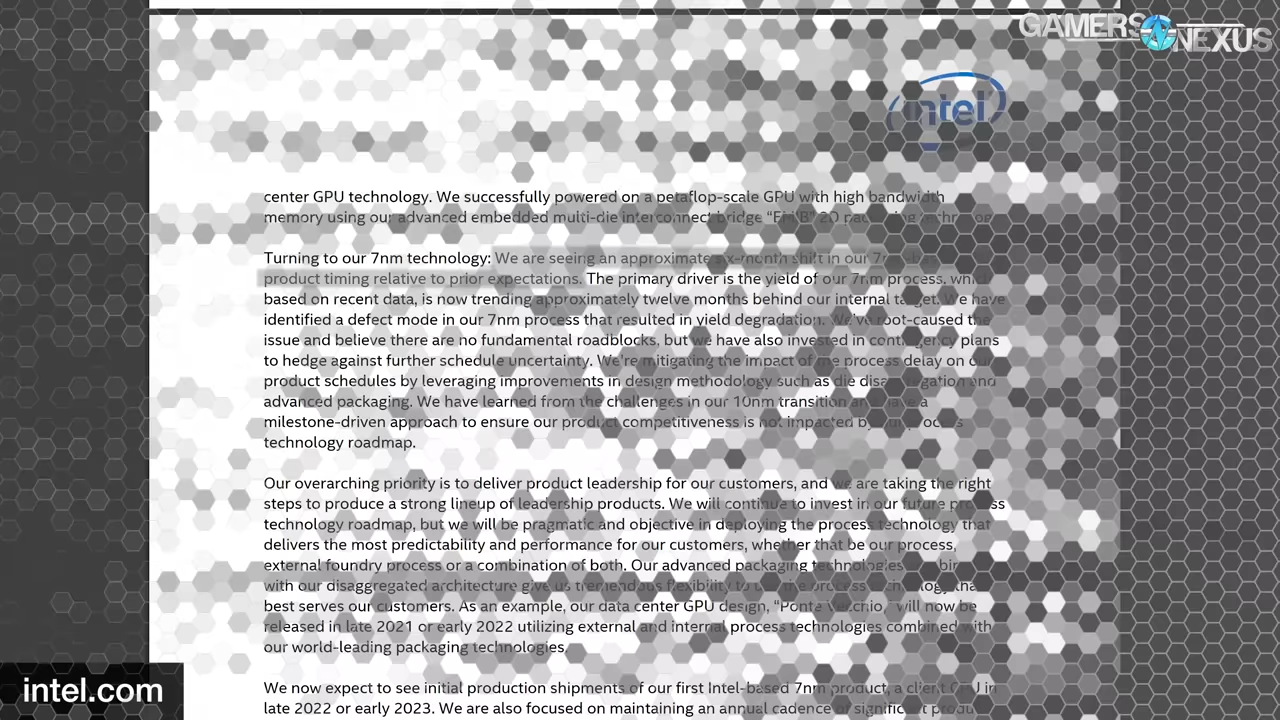 GAMERS NEXUS
intel
center GPU technology. We successfully powered on a petaflop-scale GPU with high bandwidth
memory using our advanced embedded multi-die interconnect bridge
Turning to our 7nm technology: We are seeing an approximate six-month shift in our
product timing relative to prior expectations. The primary driver is the yield of our 7nm process, which
based on recent data, is now trending approximately twelve months behind our internal target. We have
identified a defect mode in our 7nm process that resulted in yield degradation. We've root-caused the
issue and believe there are no fundamental roadblocks, but we have also invested in contingency plans
to hedge against further schedule uncertainty. We're mitigating the impact of the process delay on our
product schedules by leveraging improvements in design methodology such as die disaggregation and
advanced packaging. We have learned from the challenges in our 10nm transition and have a
milestone-driven approach to ensure our product competitiveness is not impacted by process
technology roadmap.
Our overarching priority is to deliver product leadership for our customers, and we are taking the right
steps to produce a strong lineup of leadership products. We will continue to invest in our future process
technology roadmap, but we will be pragmatic and objective in deploying the process technology that
delivers the most predictability and performance for our customers, whether that be our process,
external foundry process or a combination of both. Our advanced packaging technologies
with our disaggregated architecture give us tremendous flexibility to use the process technology that
best serves our customers. As an example, our data center GPU design, "Ponte Vecchio," will now be
released in late 2021 or early 2022 utilizing external and internal process technologies combined with
our world-leading packaging technologies.
We now expect to see initial production shipments of our first Intel-based 7nm product, a client CPU in
late 2022 or early 2023. We are also focused on maintaining an annual cadence of significant
intel.com